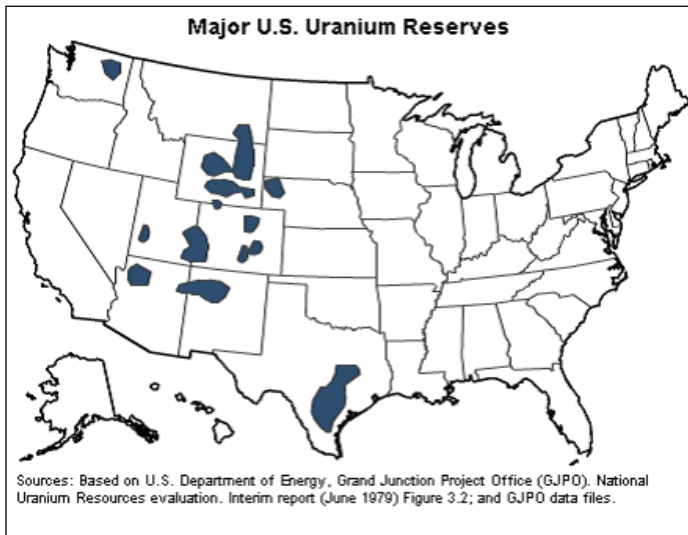 Major U.S. Uranium Reserves
Sources: Based on U.S. Department of Energy, Grand Junction Project Office (GJPO). National
Uranium Resources evaluation. Interim report (June 1979) Figure 3.2; and GJPO data files.